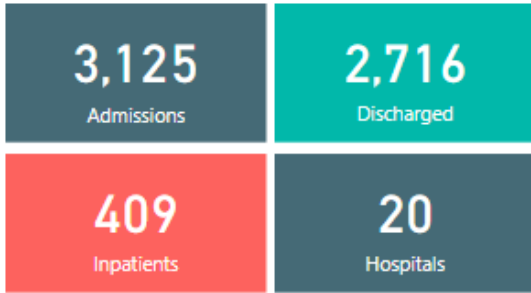 3,125
Admissions
2,716
Discharged
409
Inpatients
20
Hospitals